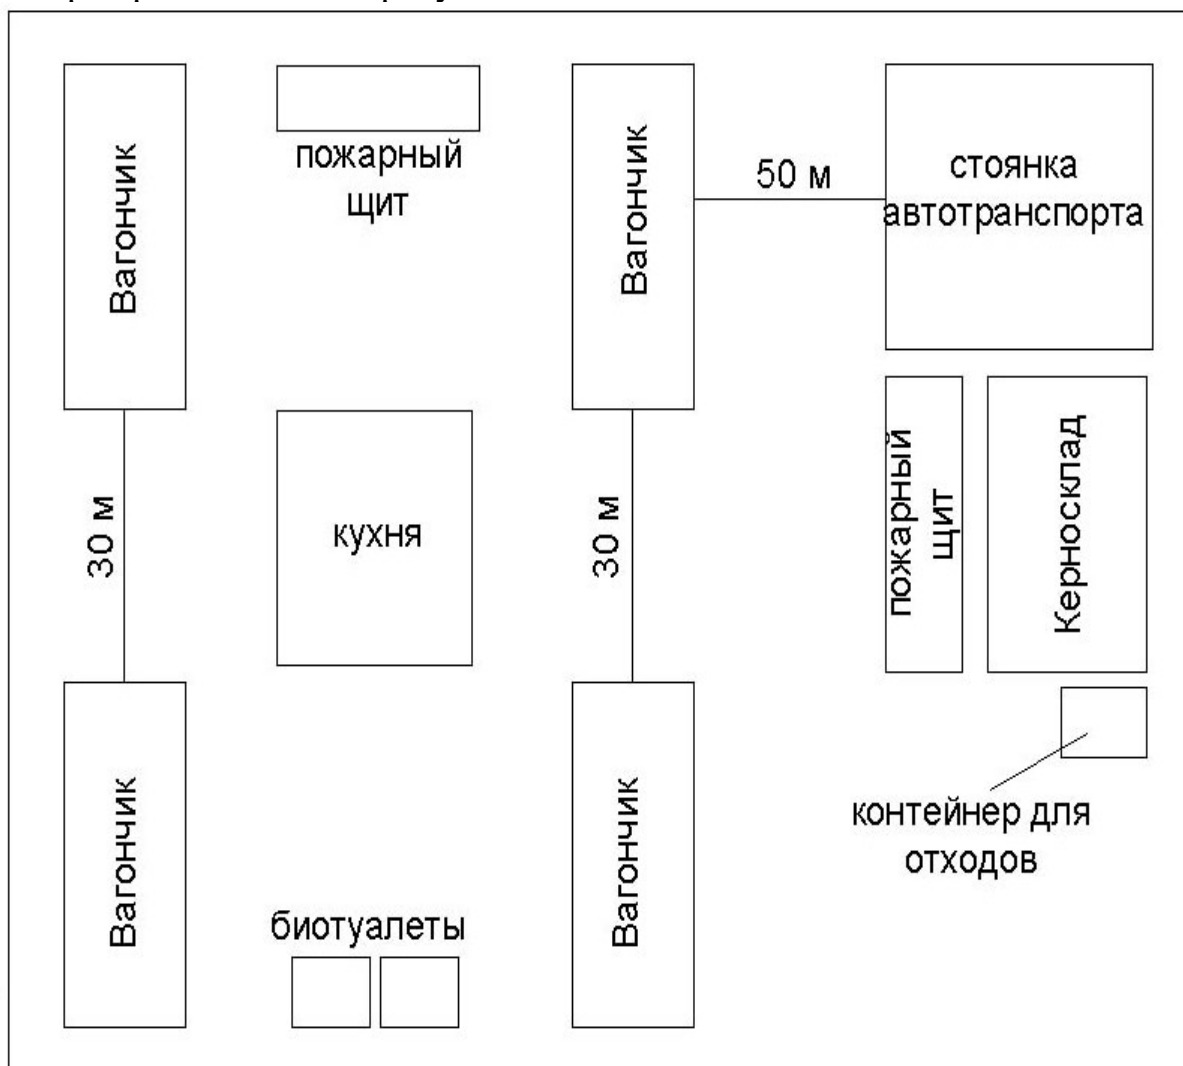 Вагончик
пожарный
щит
Вагончик
50 м
стоянка
автотранспорта
30 м
кухня
30 м
пожарный
щит
Керносклад
Вагончик
биотуалеты
Вагончик
контейнер для
отходов